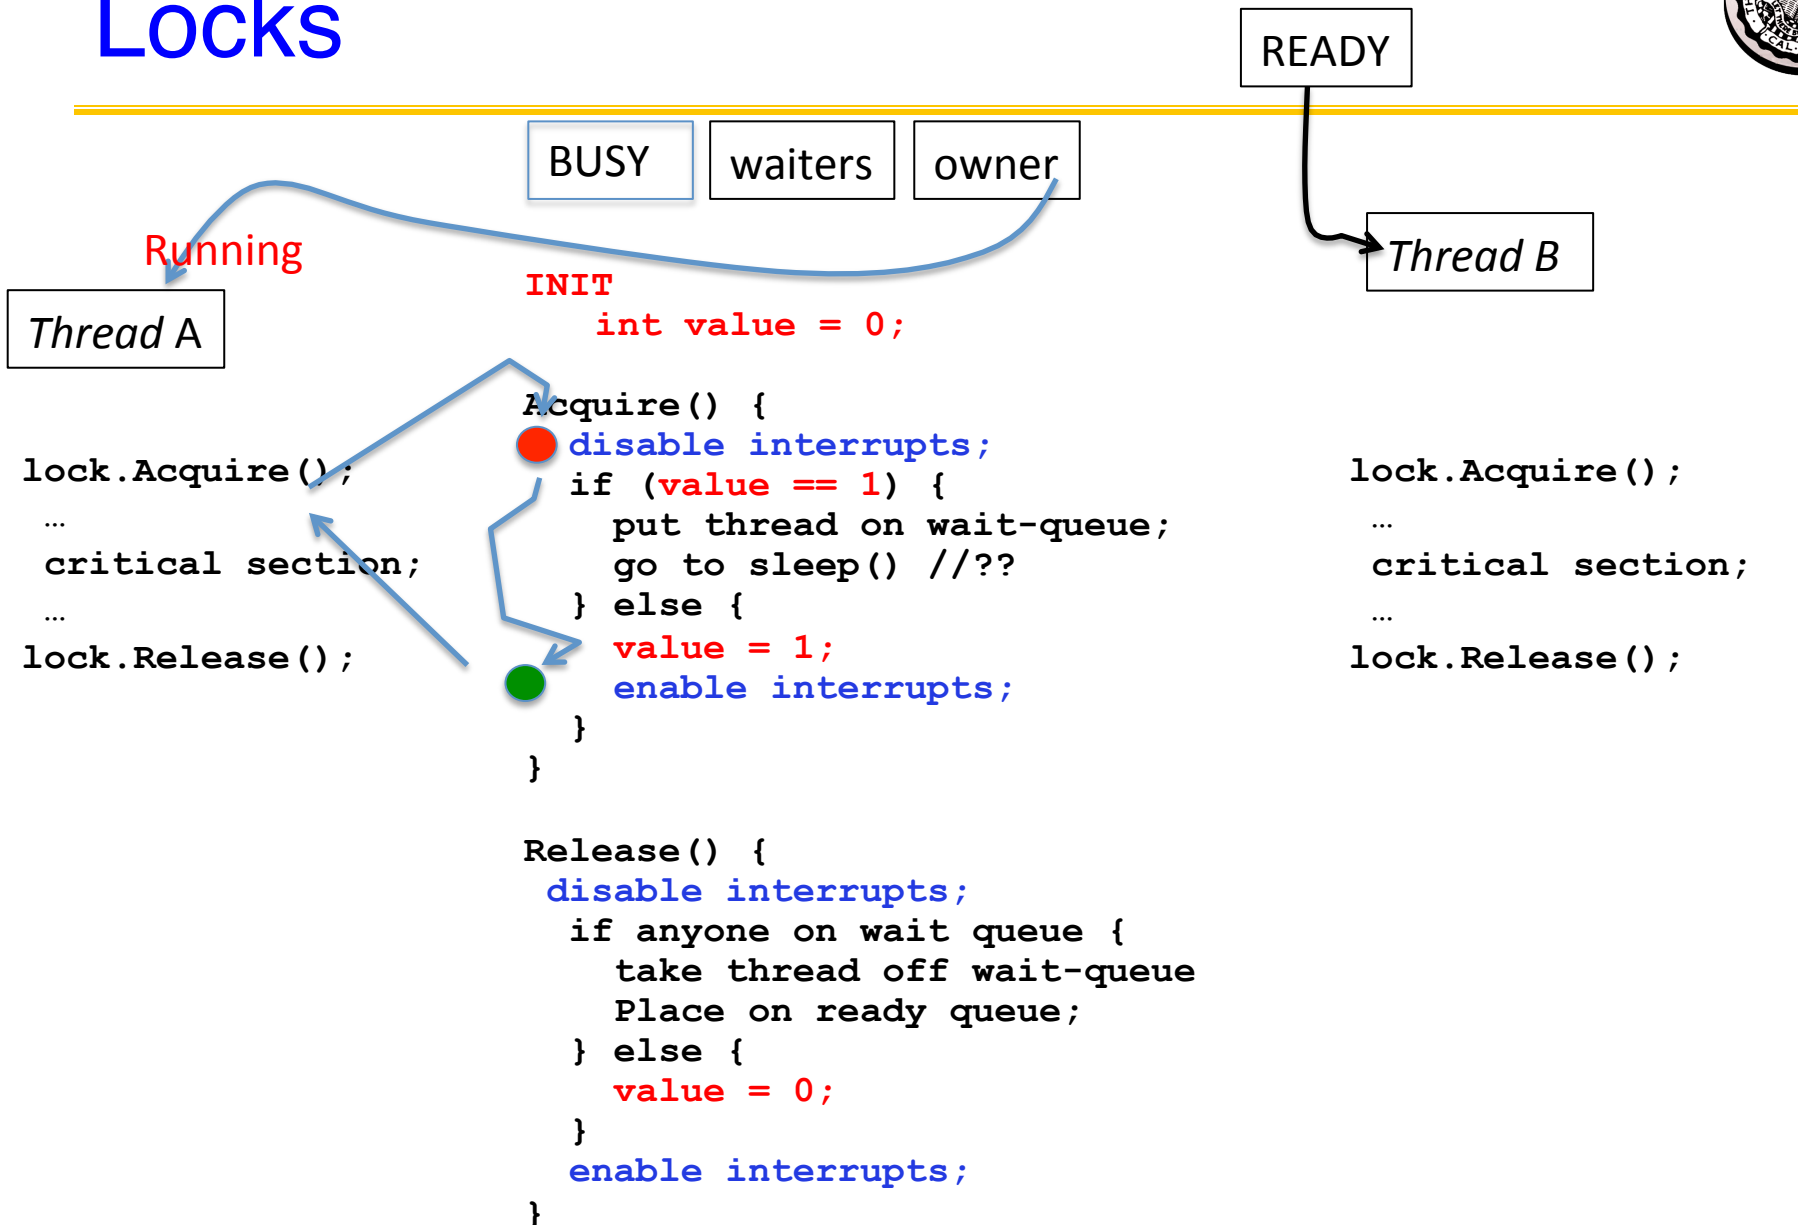 Locks
READY
BUSY
waiters
owner
Running
Thread A
Thread B
INIT
int value = 0;
lock.Acquire();
…
critical section;
…
lock.Release();
Acquire() {
disable interrupts;
if (value == 1) {
put thread on wait-queue;
go to sleep() //??
} else {
value = 1;
enable interrupts;
}
}
Release() {
disable interrupts;
if anyone on wait queue {
take thread off wait-queue
Place on ready queue;
} else {
value = 0;
}
enable interrupts;
}
lock.Acquire();
…
critical section;
…
lock.Release();